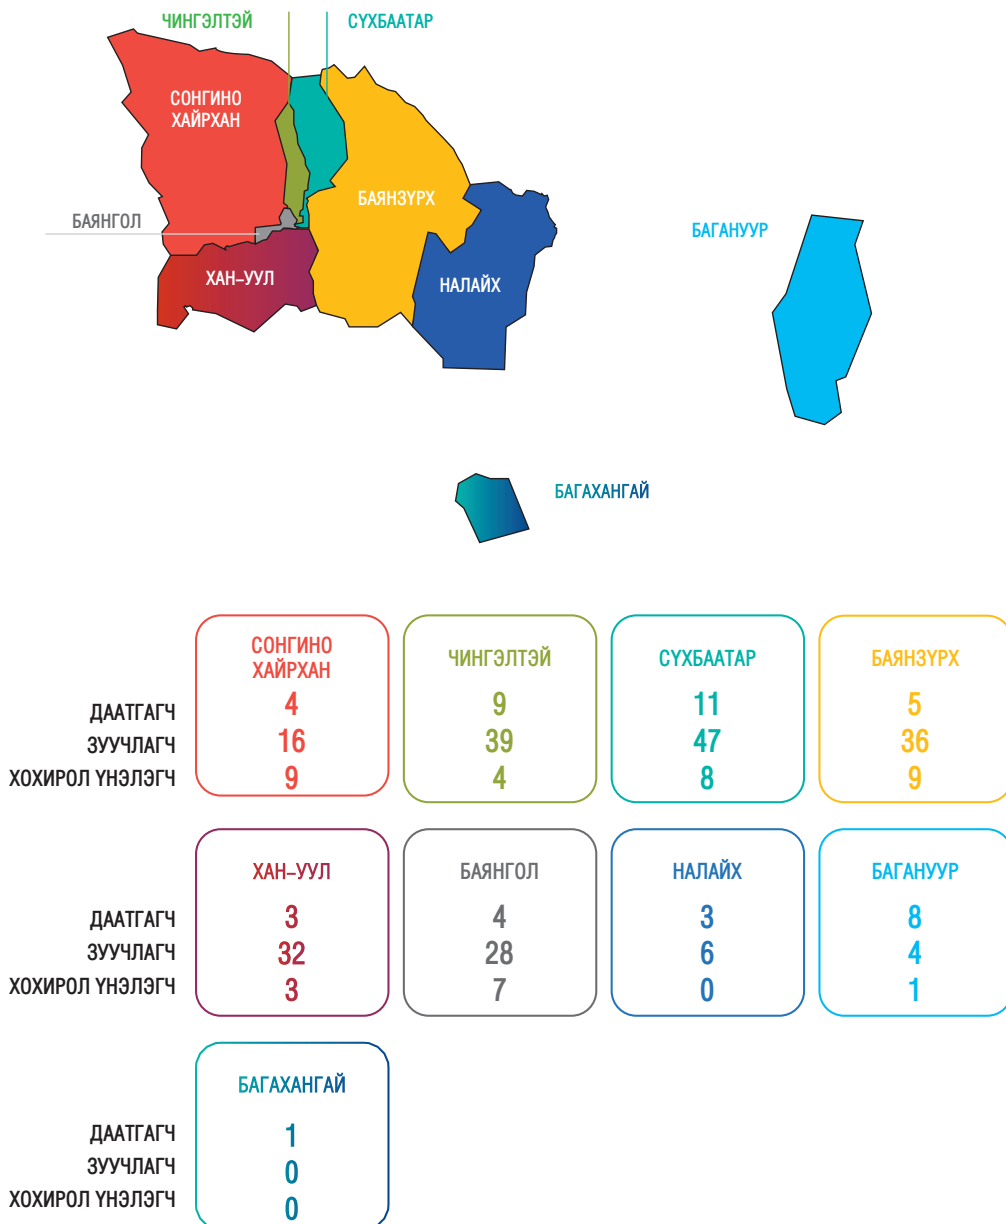 ЧИНГЭЛТЭЙ
СҮХБААТАР
СОНГИНО
ХАЙРХАН
БАЯНЗҮРХ
БАЯНГОЛ
БАГАНУУР
ХАН–УУЛ
НАЛАЙХ
БАГАХАНГАЙ
СОНГИНО
ХАЙРХАН
ЧИНГЭЛТЭЙ
СҮХБААТАР
БАЯНЗҮРХ
ДААТГАГЧ 4 9 11 5
ЗУУЧЛАГЧ 16 39 47 36
ХОХИРОЛ ҮНЭЛЭГЧ 9 4 8 9
ХАН–УУЛ
БАЯНГОЛ
НАЛАЙХ
БАГАНУУР
ДААТГАГЧ 3 4 3 8
ЗУУЧЛАГЧ 32 28 6 4
ХОХИРОЛ ҮНЭЛЭГЧ 3 7 0 1
БАГАХАНГАЙ
ДААТГАГЧ 1
ЗУУЧЛАГЧ 0
ХОХИРОЛ ҮНЭЛЭГЧ 0